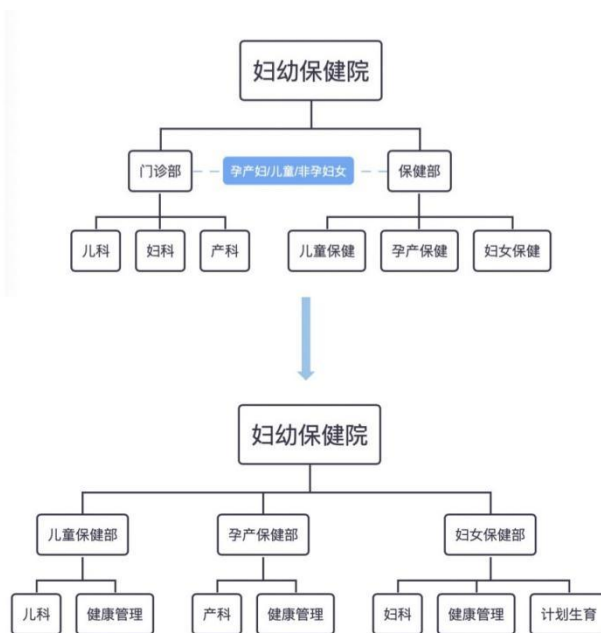 妇幼保健院
门诊部
孕产妇/儿童/非孕妇女
保健部
儿科
妇科
产科
儿童保健
孕产保健
妇女保健
妇幼保健院
儿童保健部
孕产保健部
妇女保健部
儿科
健康管理
产科
健康管理
妇科
健康管理
计划生育